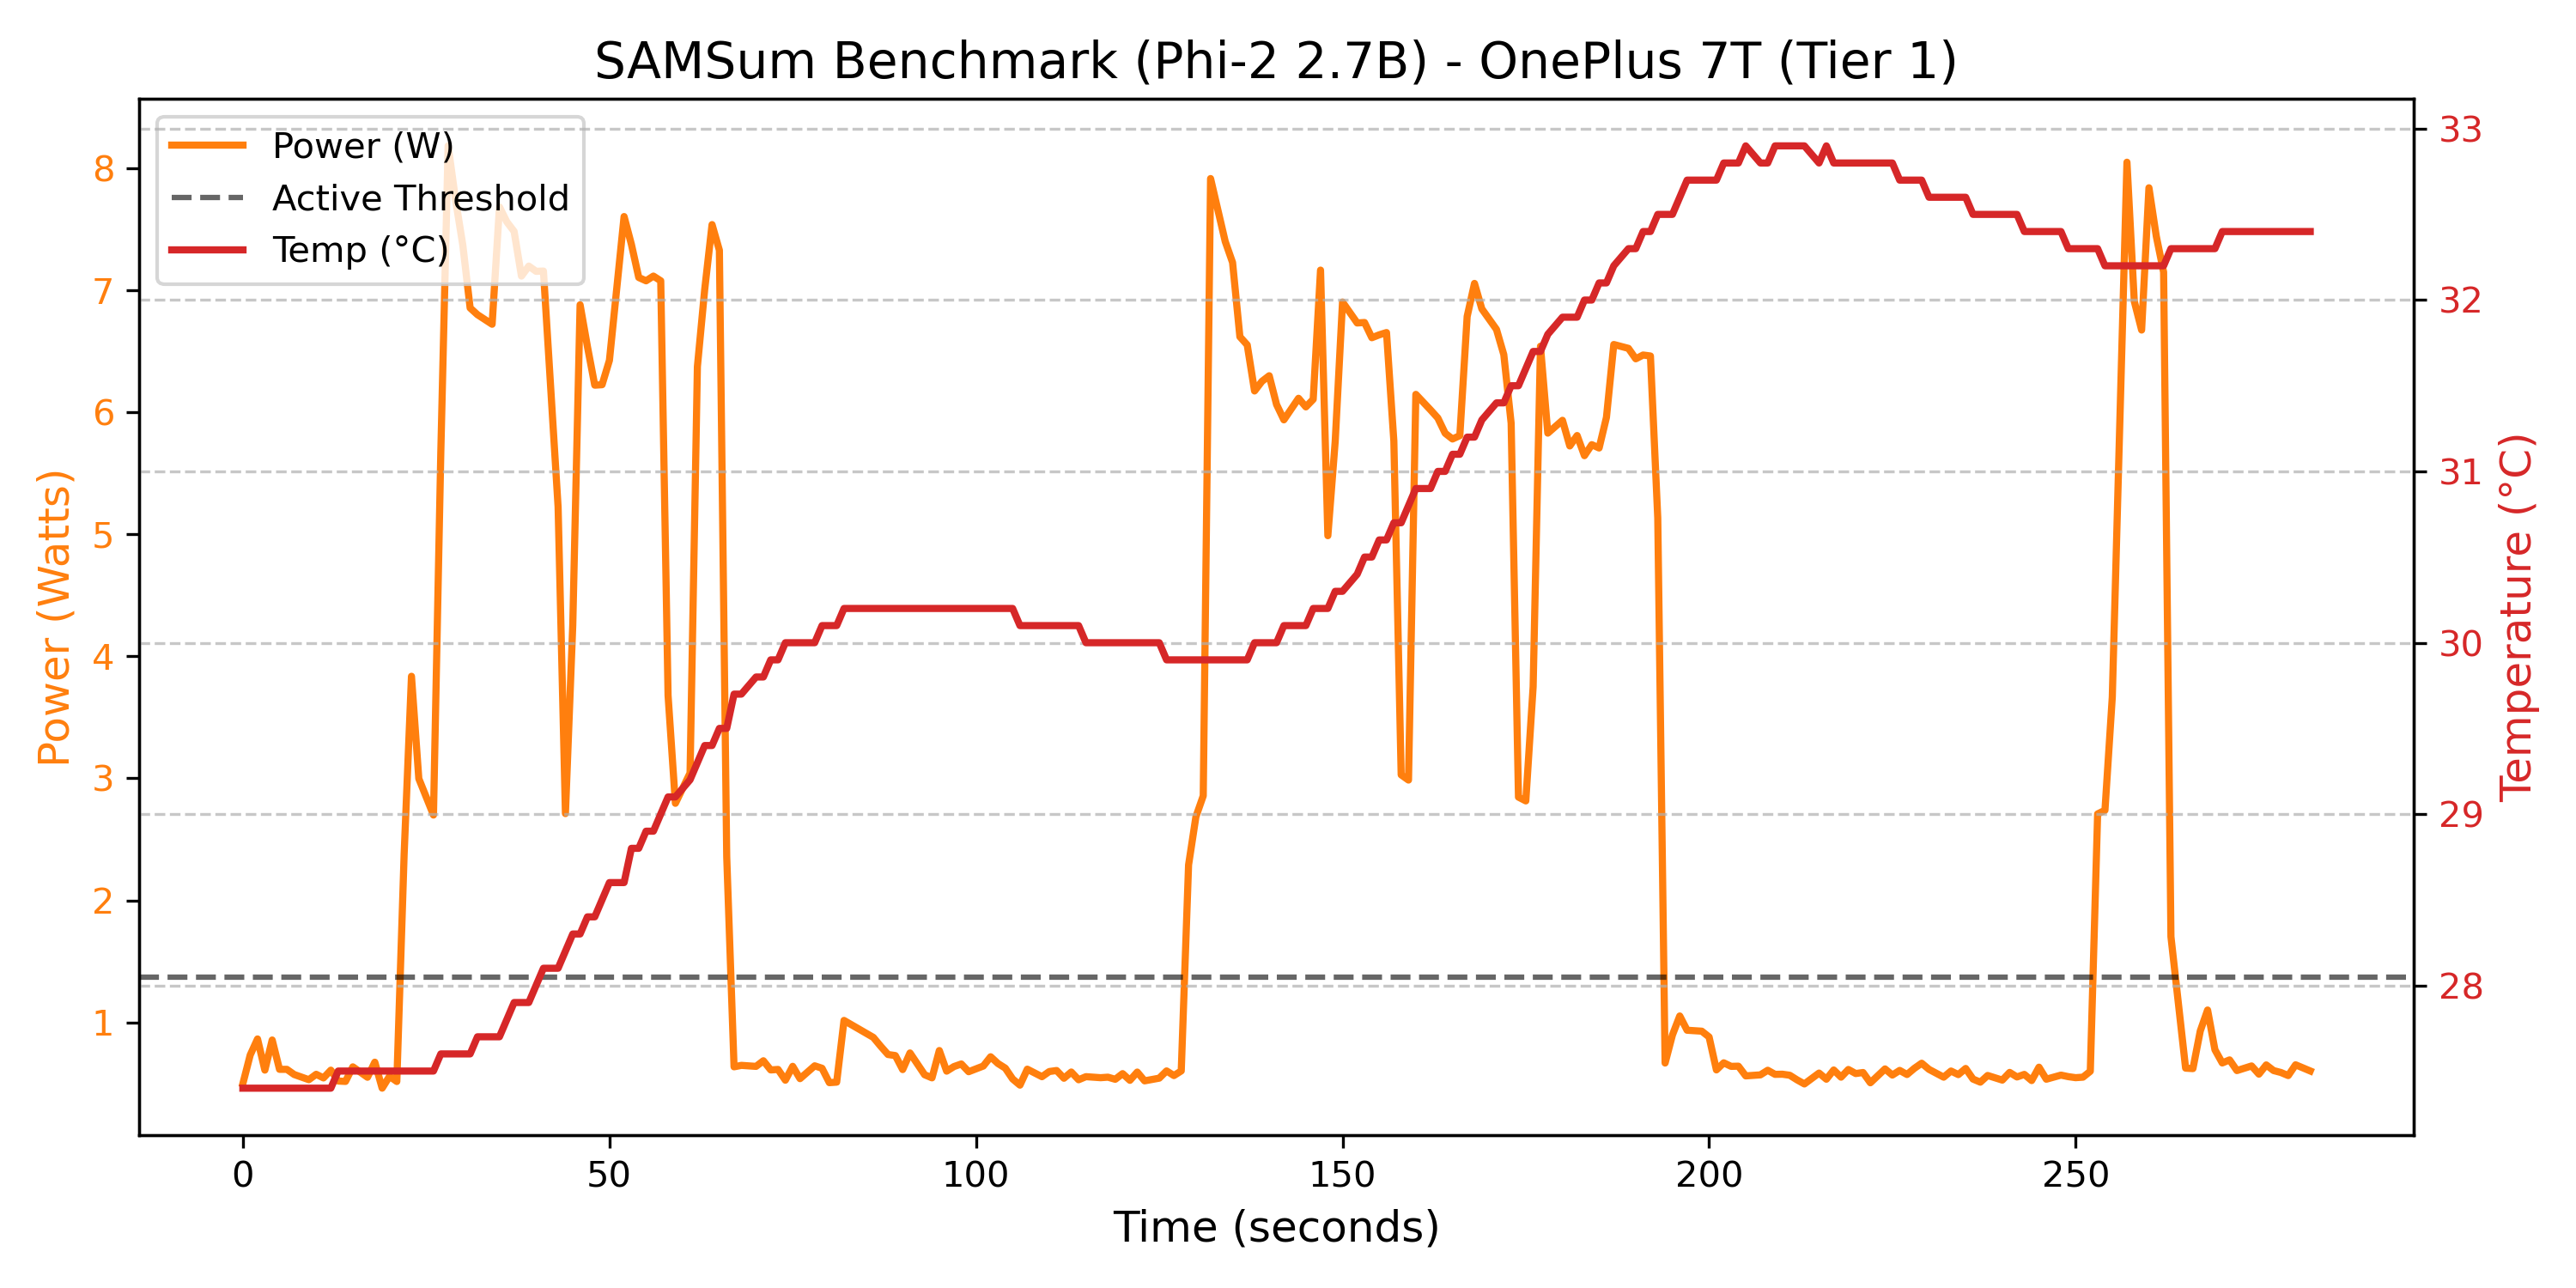 SAMSum Benchmark (Phi-2 2.7B) - OnePlus 7T (Tier 1)
Power (W)
Active Threshold
Temp (°C)
8
7
6
5
4
3
2
1
Power (Watts)
33
32
31
30
29
28
Temperature (°C)
0 50 100 150 200 250
Time (seconds)